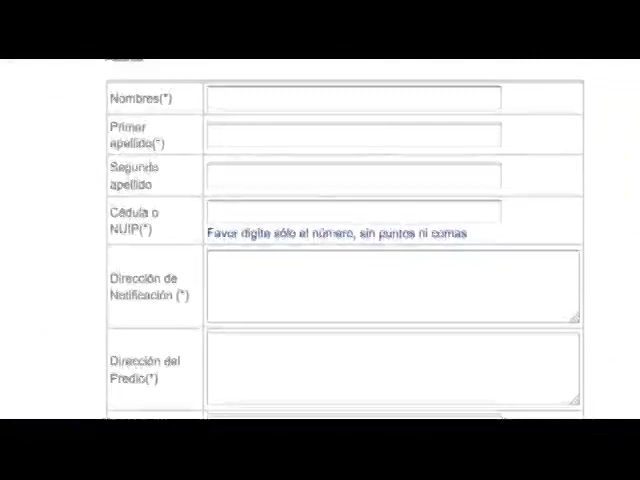 Nombres(*)
Primer
apellido(*)
Segundo
apellido
Cédula o
NUIP(*)
Favor digite sólo el número, sin puntos ni comas
Dirección de
Notificación (*)
Dirección del
Predio(*)